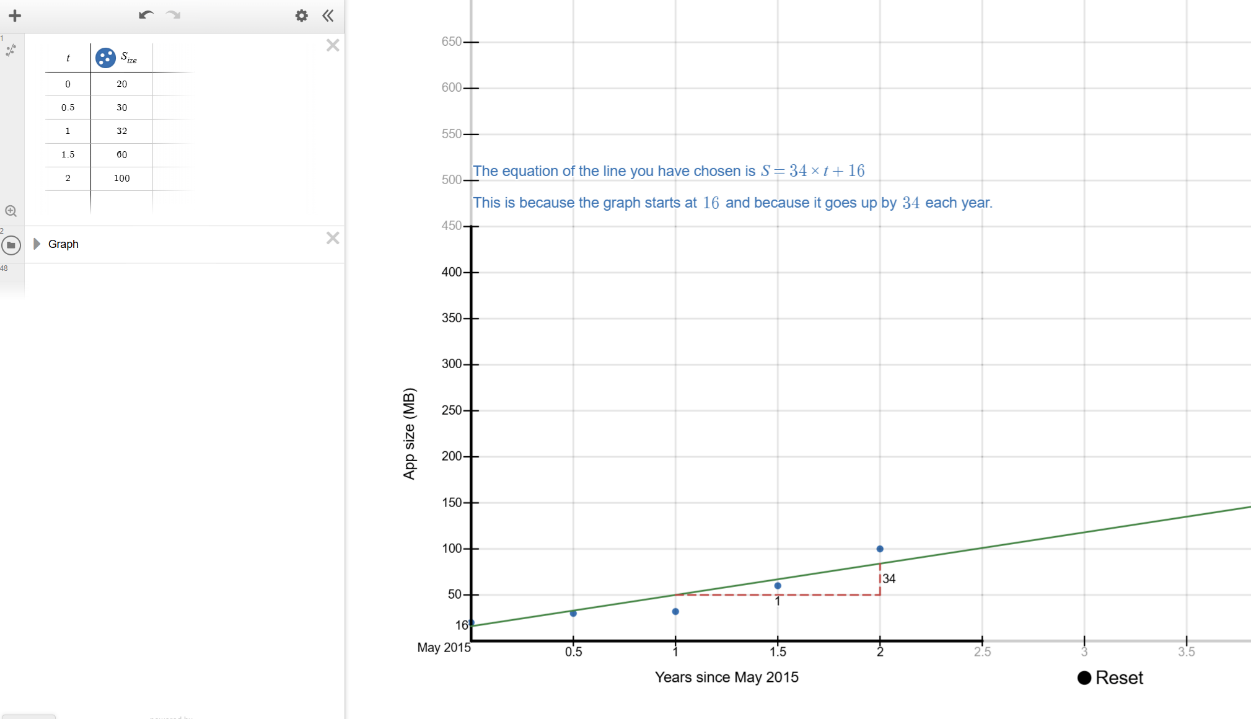 1
t S_ize
0 20
0.5 30
1 32
1.5 60
2 100
2
Graph
48
650
600
550
The equation of the line you have chosen is S = 34 × t + 16
500
This is because the graph starts at 16 and because it goes up by 34 each year.
450
400
350
300
250
App size (MB)
200
150
100
34
50
1
16
May 2015
0.5 1 1.5 2 2.5 3 3.5
Years since May 2015
Reset